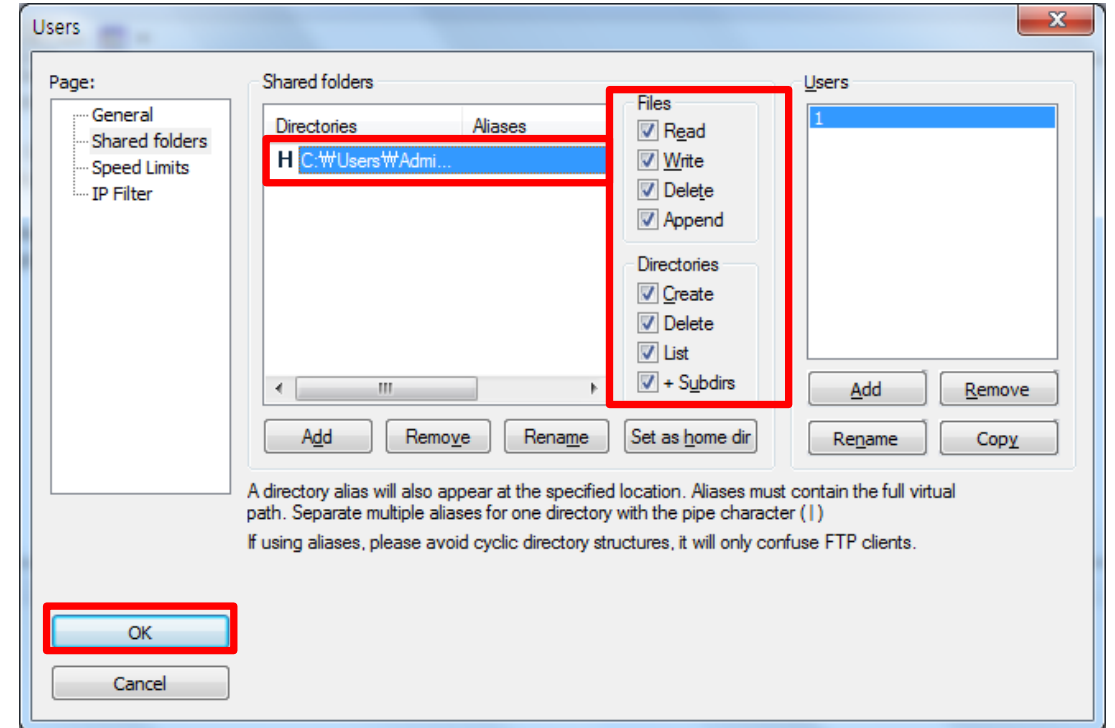 Users
Page:
General
Shared folders
Speed Limits
IP Filter
Shared folders
Directories Aliases
H C:₩Users₩Admi...
Files
Read
Write
Delete
Append
Directories
Create
Delete
List
+ Subdirs
Add Remove Rename Set as home dir
Users
1
Add Remove
Rename Copy
A directory alias will also appear at the specified location. Aliases must contain the full virtual
path. Separate multiple aliases for one directory with the pipe character (|)
If using aliases, please avoid cyclic directory structures, it will only confuse FTP clients.
OK
Cancel